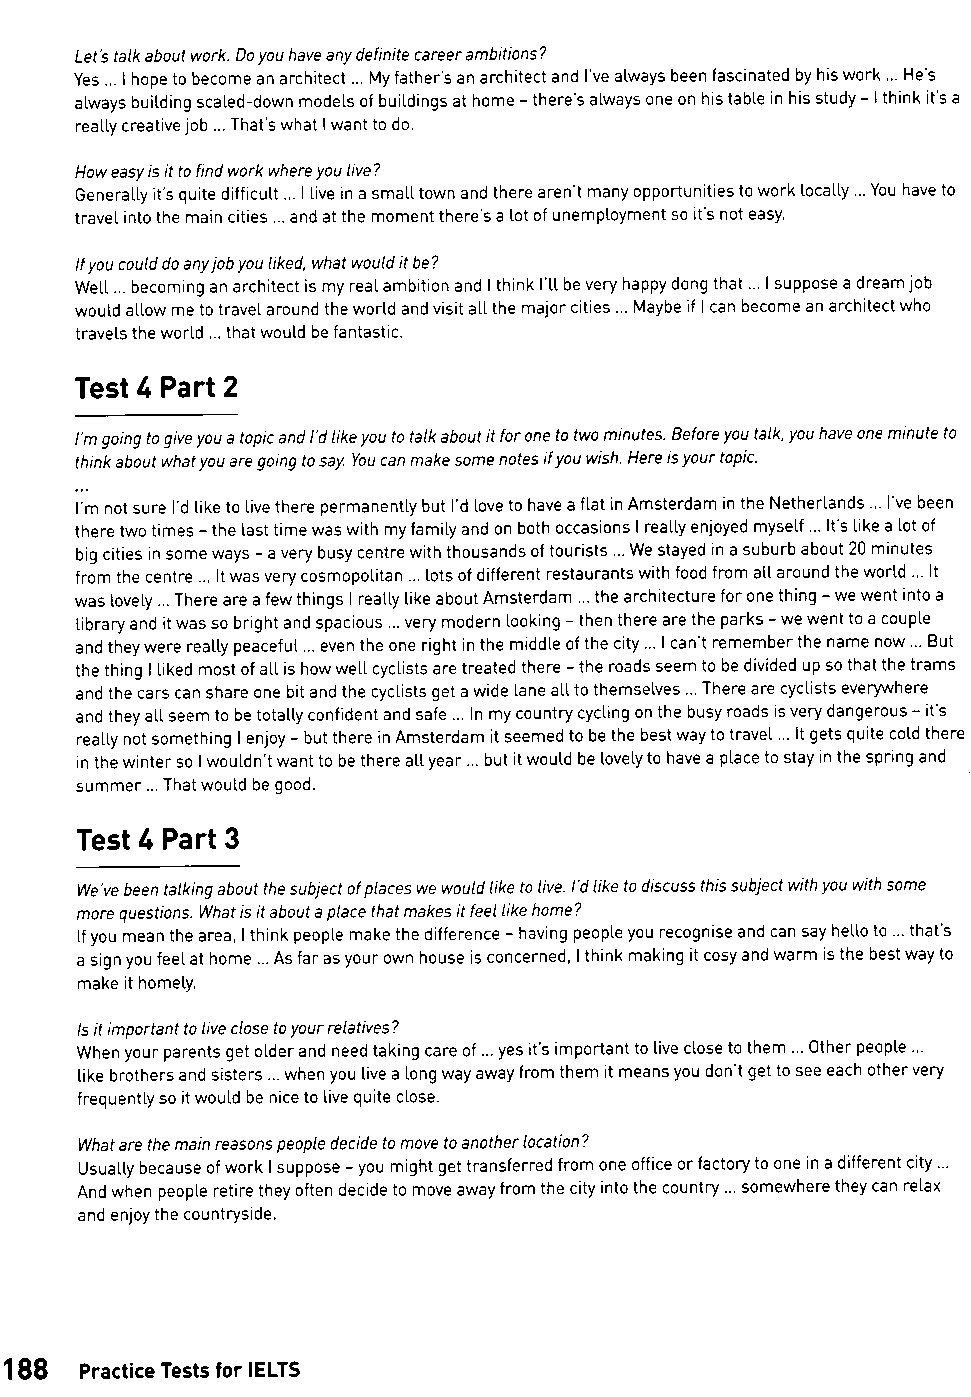 Let's talk about work. Do you have any definite career ambitions?
Yes ... I hope to become an architect ... My father's an architect and I've always been fascinated by his work ... He's
always building scaled-down models of buildings at home – there's always one on his table in his study – I think it's a
really creative job ... That's what I want to do.
How easy is it to find work where you live?
Generally it's quite difficult ... I live in a small town and there aren't many opportunities to work locally ... You have to
travel into the main cities ... and at the moment there's a lot of unemployment so it's not easy.
If you could do any job you liked, what would it be?
Well ... becoming an architect is my real ambition and I think I'll be very happy dong that ... I suppose a dream job
would allow me to travel around the world and visit all the major cities ... Maybe if I can become an architect who
travels the world ... that would be fantastic.
Test 4 Part 2
I'm going to give you a topic and I'd like you to talk about it for one to two minutes. Before you talk, you have one minute to
think about what you are going to say. You can make some notes if you wish. Here is your topic.
...
I'm not sure I'd like to live there permanently but I'd love to have a flat in Amsterdam in the Netherlands ... I've been
there two times – the last time was with my family and on both occasions I really enjoyed myself ... It's like a lot of
big cities in some ways – a very busy centre with thousands of tourists ... We stayed in a suburb about 20 minutes
from the centre ... It was very cosmopolitan ... lots of different restaurants with food from all around the world ... It
was lovely ... There are a few things I really like about Amsterdam ... the architecture for one thing – we went into a
library and it was so bright and spacious ... very modern looking – then there are the parks – we went to a couple
and they were really peaceful ... even the one right in the middle of the city ... I can't remember the name now ... But
the thing I liked most of all is how well cyclists are treated there – the roads seem to be divided up so that the trams
and the cars can share one bit and the cyclists get a wide lane all to themselves ... There are cyclists everywhere
and they all seem to be totally confident and safe ... In my country cycling on the busy roads is very dangerous – it's
really not something I enjoy – but there in Amsterdam it seemed to be the best way to travel ... It gets quite cold there
in the winter so I wouldn't want to be there all year ... but it would be lovely to have a place to stay in the spring and
summer ... That would be good.
Test 4 Part 3
We've been talking about the subject of places we would like to live. I'd like to discuss this subject with you with some
more questions. What is it about a place that makes it feel like home?
If you mean the area, I think people make the difference – having people you recognise and can say hello to ... that's
a sign you feel at home ... As far as your own house is concerned, I think making it cosy and warm is the best way to
make it homely.
Is it important to live close to your relatives?
When your parents get older and need taking care of ... yes it's important to live close to them ... Other people ...
like brothers and sisters ... when you live a long way away from them it means you don't get to see each other very
frequently so it would be nice to live quite close.
What are the main reasons people decide to move to another location?
Usually because of work I suppose – you might get transferred from one office or factory to one in a different city ...
And when people retire they often decide to move away from the city into the country ... somewhere they can relax
and enjoy the countryside.
188 Practice Tests for IELTS